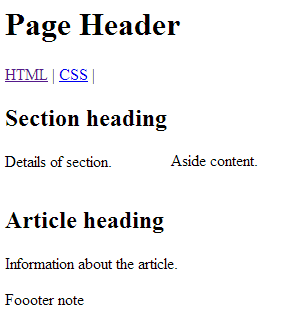 Page Header
HTML | CSS |
Section heading
Details of section. Aside content.
Article heading
Information about the article.
Foooter note